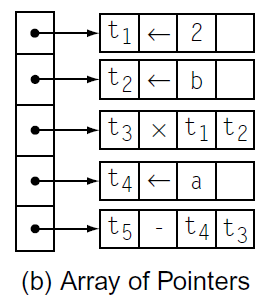 t₁ ← 2
t₂ ← b
t₃ × t₁ t₂
t₄ ← a
t₅ - t₄ t₃
(b) Array of Pointers